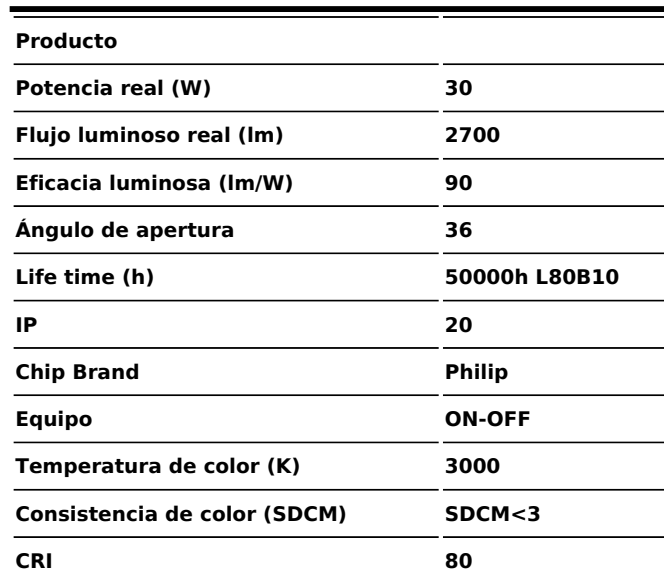 Producto
Potencia real (W) 30
Flujo luminoso real (lm) 2700
Eficacia luminosa (lm/W) 90
Ángulo de apertura 36
Life time (h) 50000h L80B10
IP 20
Chip Brand Philip
Equipo ON-OFF
Temperatura de color (K) 3000
Consistencia de color (SDCM) SDCM<3
CRI 80